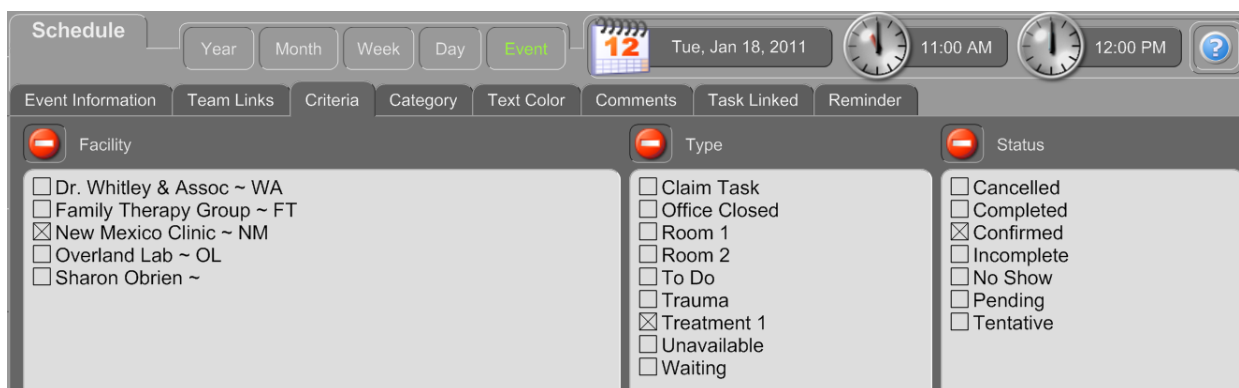 Schedule
Year Month Week Day Event
12
Tue, Jan 18, 2011
11:00 AM
12:00 PM
?
Event Information Team Links Criteria Category Text Color Comments Task Linked Reminder
Facility
Dr. Whitley & Assoc ~ WA
Family Therapy Group ~ FT
New Mexico Clinic ~ NM
Overland Lab ~ OL
Sharon Obrien ~
Type
Claim Task
Office Closed
Room 1
Room 2
To Do
Trauma
Treatment 1
Unavailable
Waiting
Status
Cancelled
Completed
Confirmed
Incomplete
No Show
Pending
Tentative